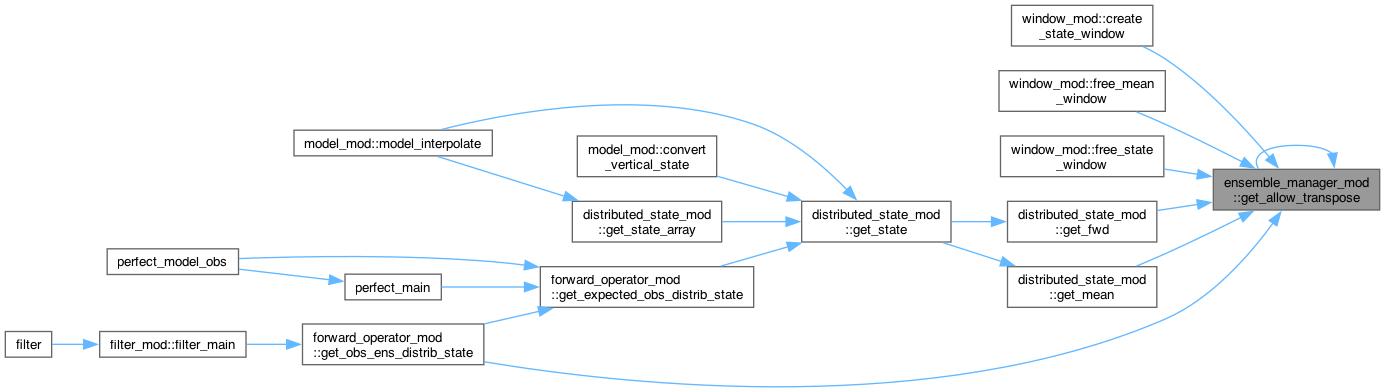 window_mod::create
_state_window
window_mod::free_mean
_window
model_mod::model_interpolate
model_mod::convert
_vertical_state
window_mod::free_state
_window
ensemble_manager_mod
::get_allow_transpose
distributed_state_mod
::get_state_array
distributed_state_mod
::get_state
distributed_state_mod
::get_fwd
perfect_model_obs
perfect_main
forward_operator_mod
::get_expected_obs_distrib_state
distributed_state_mod
::get_mean
filter
filter_mod::filter_main
forward_operator_mod
::get_obs_ens_distrib_state